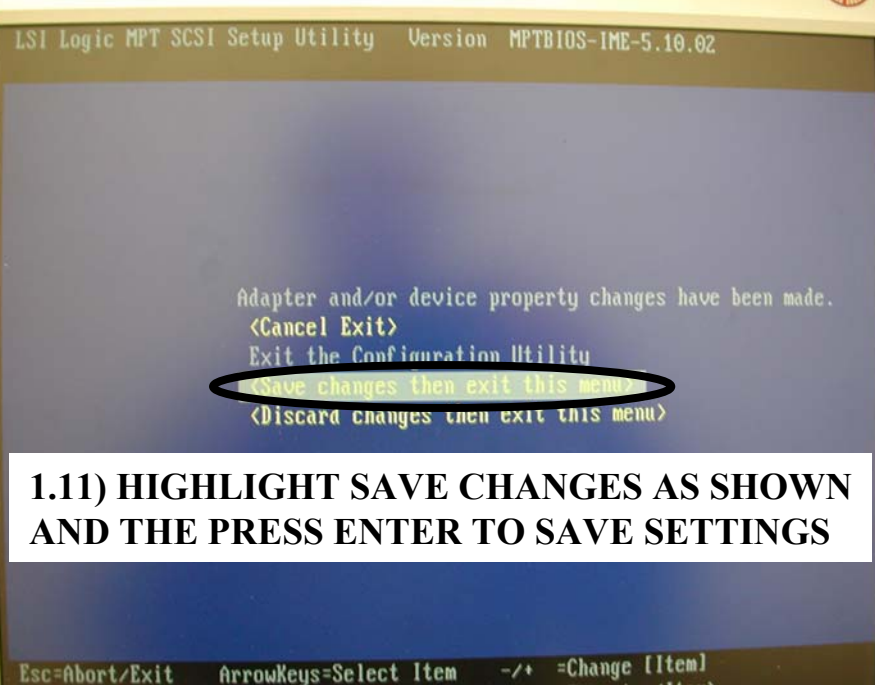 LSI Logic MPT SCSI Setup Utility Version MPTBIOS-IME-5.10.02
Adapter and/or device property changes have been made.
<Cancel Exit>
Exit the Configuration Utility
<Save changes then exit this menu>
<Discard changes then exit this menu>
1.11) HIGHLIGHT SAVE CHANGES AS SHOWN
AND THE PRESS ENTER TO SAVE SETTINGS
Esc=Abort/Exit ArrowKeys=Select Item -/+ =Change [Item]